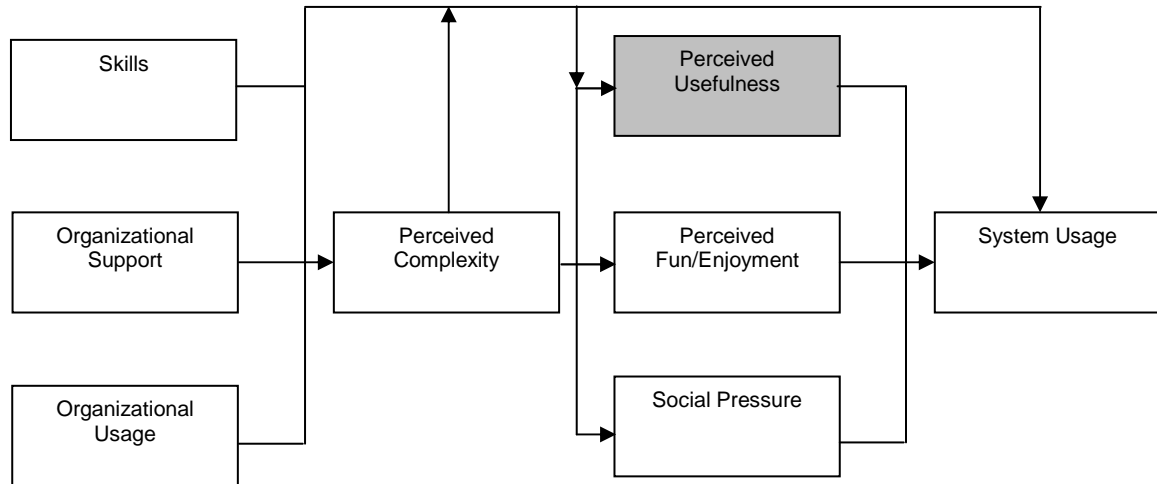 Skills
Perceived
Usefulness
Organizational
Support
Perceived
Complexity
Perceived
Fun/Enjoyment
System Usage
Organizational
Usage
Social Pressure